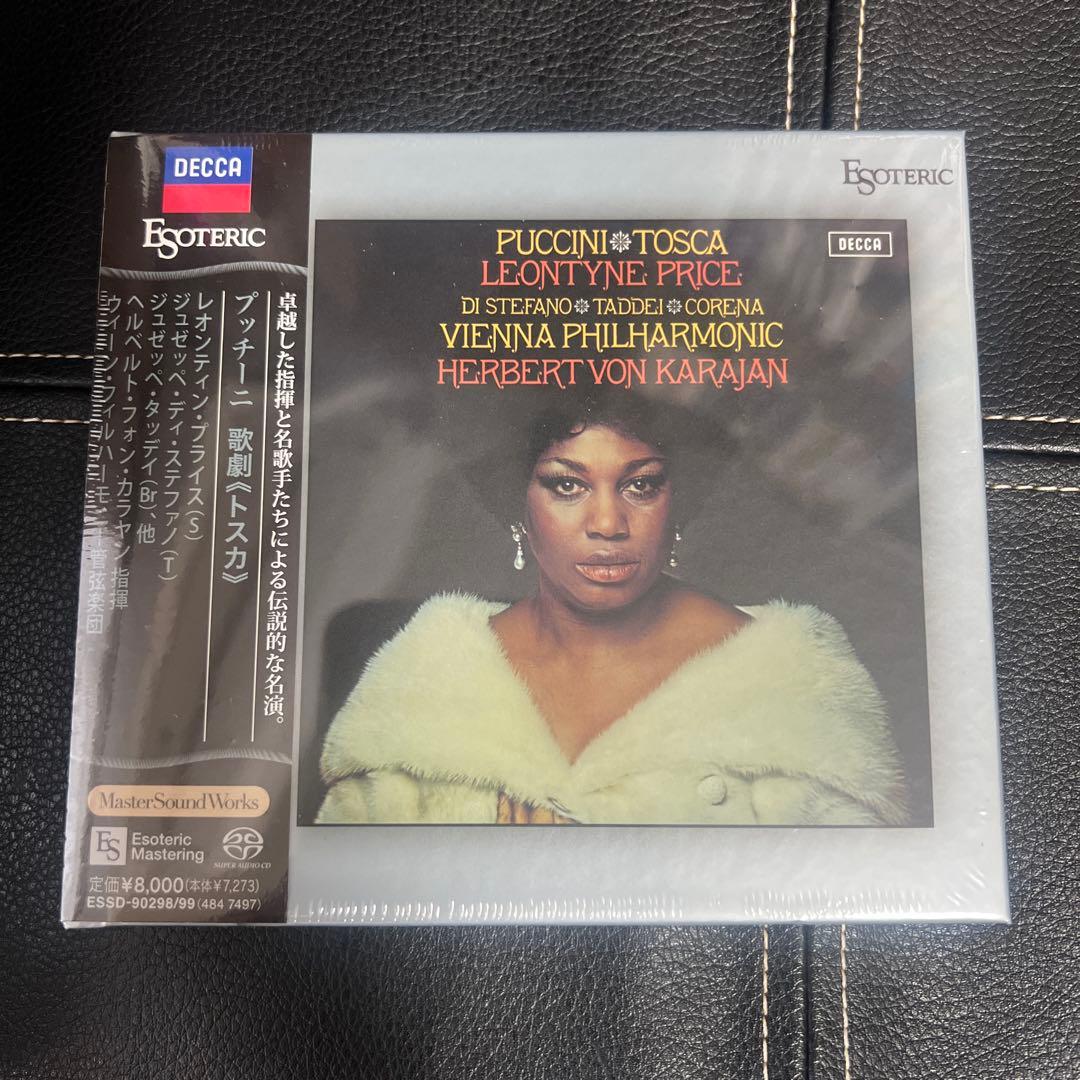 DECCA
ESOTERIC
卓越した指揮と名歌手たちによる伝説的な名演。
プッチーニ 歌劇《トスカ》
レオンティン・プライス(S)
ジュゼッペ・ディ・ステファノ(T)
ジュゼッペ・タッデイ(Br)、他
ヘルベルト・フォン・カラヤン 指揮
ウィーン・フィルハーモ 管弦楽団
MasterSoundWorks
ES
Esoteric
Mastering
SUPER AUDIO CD
定価¥8,000(本体¥7,273)
ESSD-90298/99 (484 7497)
ESOTERIC
PUCCINI TOSCA
DECCA
LEONTYNE PRICE
DI STEFANO TADDEI CORENA
VIENNA PHILHARMONIC
HERBERT VON KARAJAN